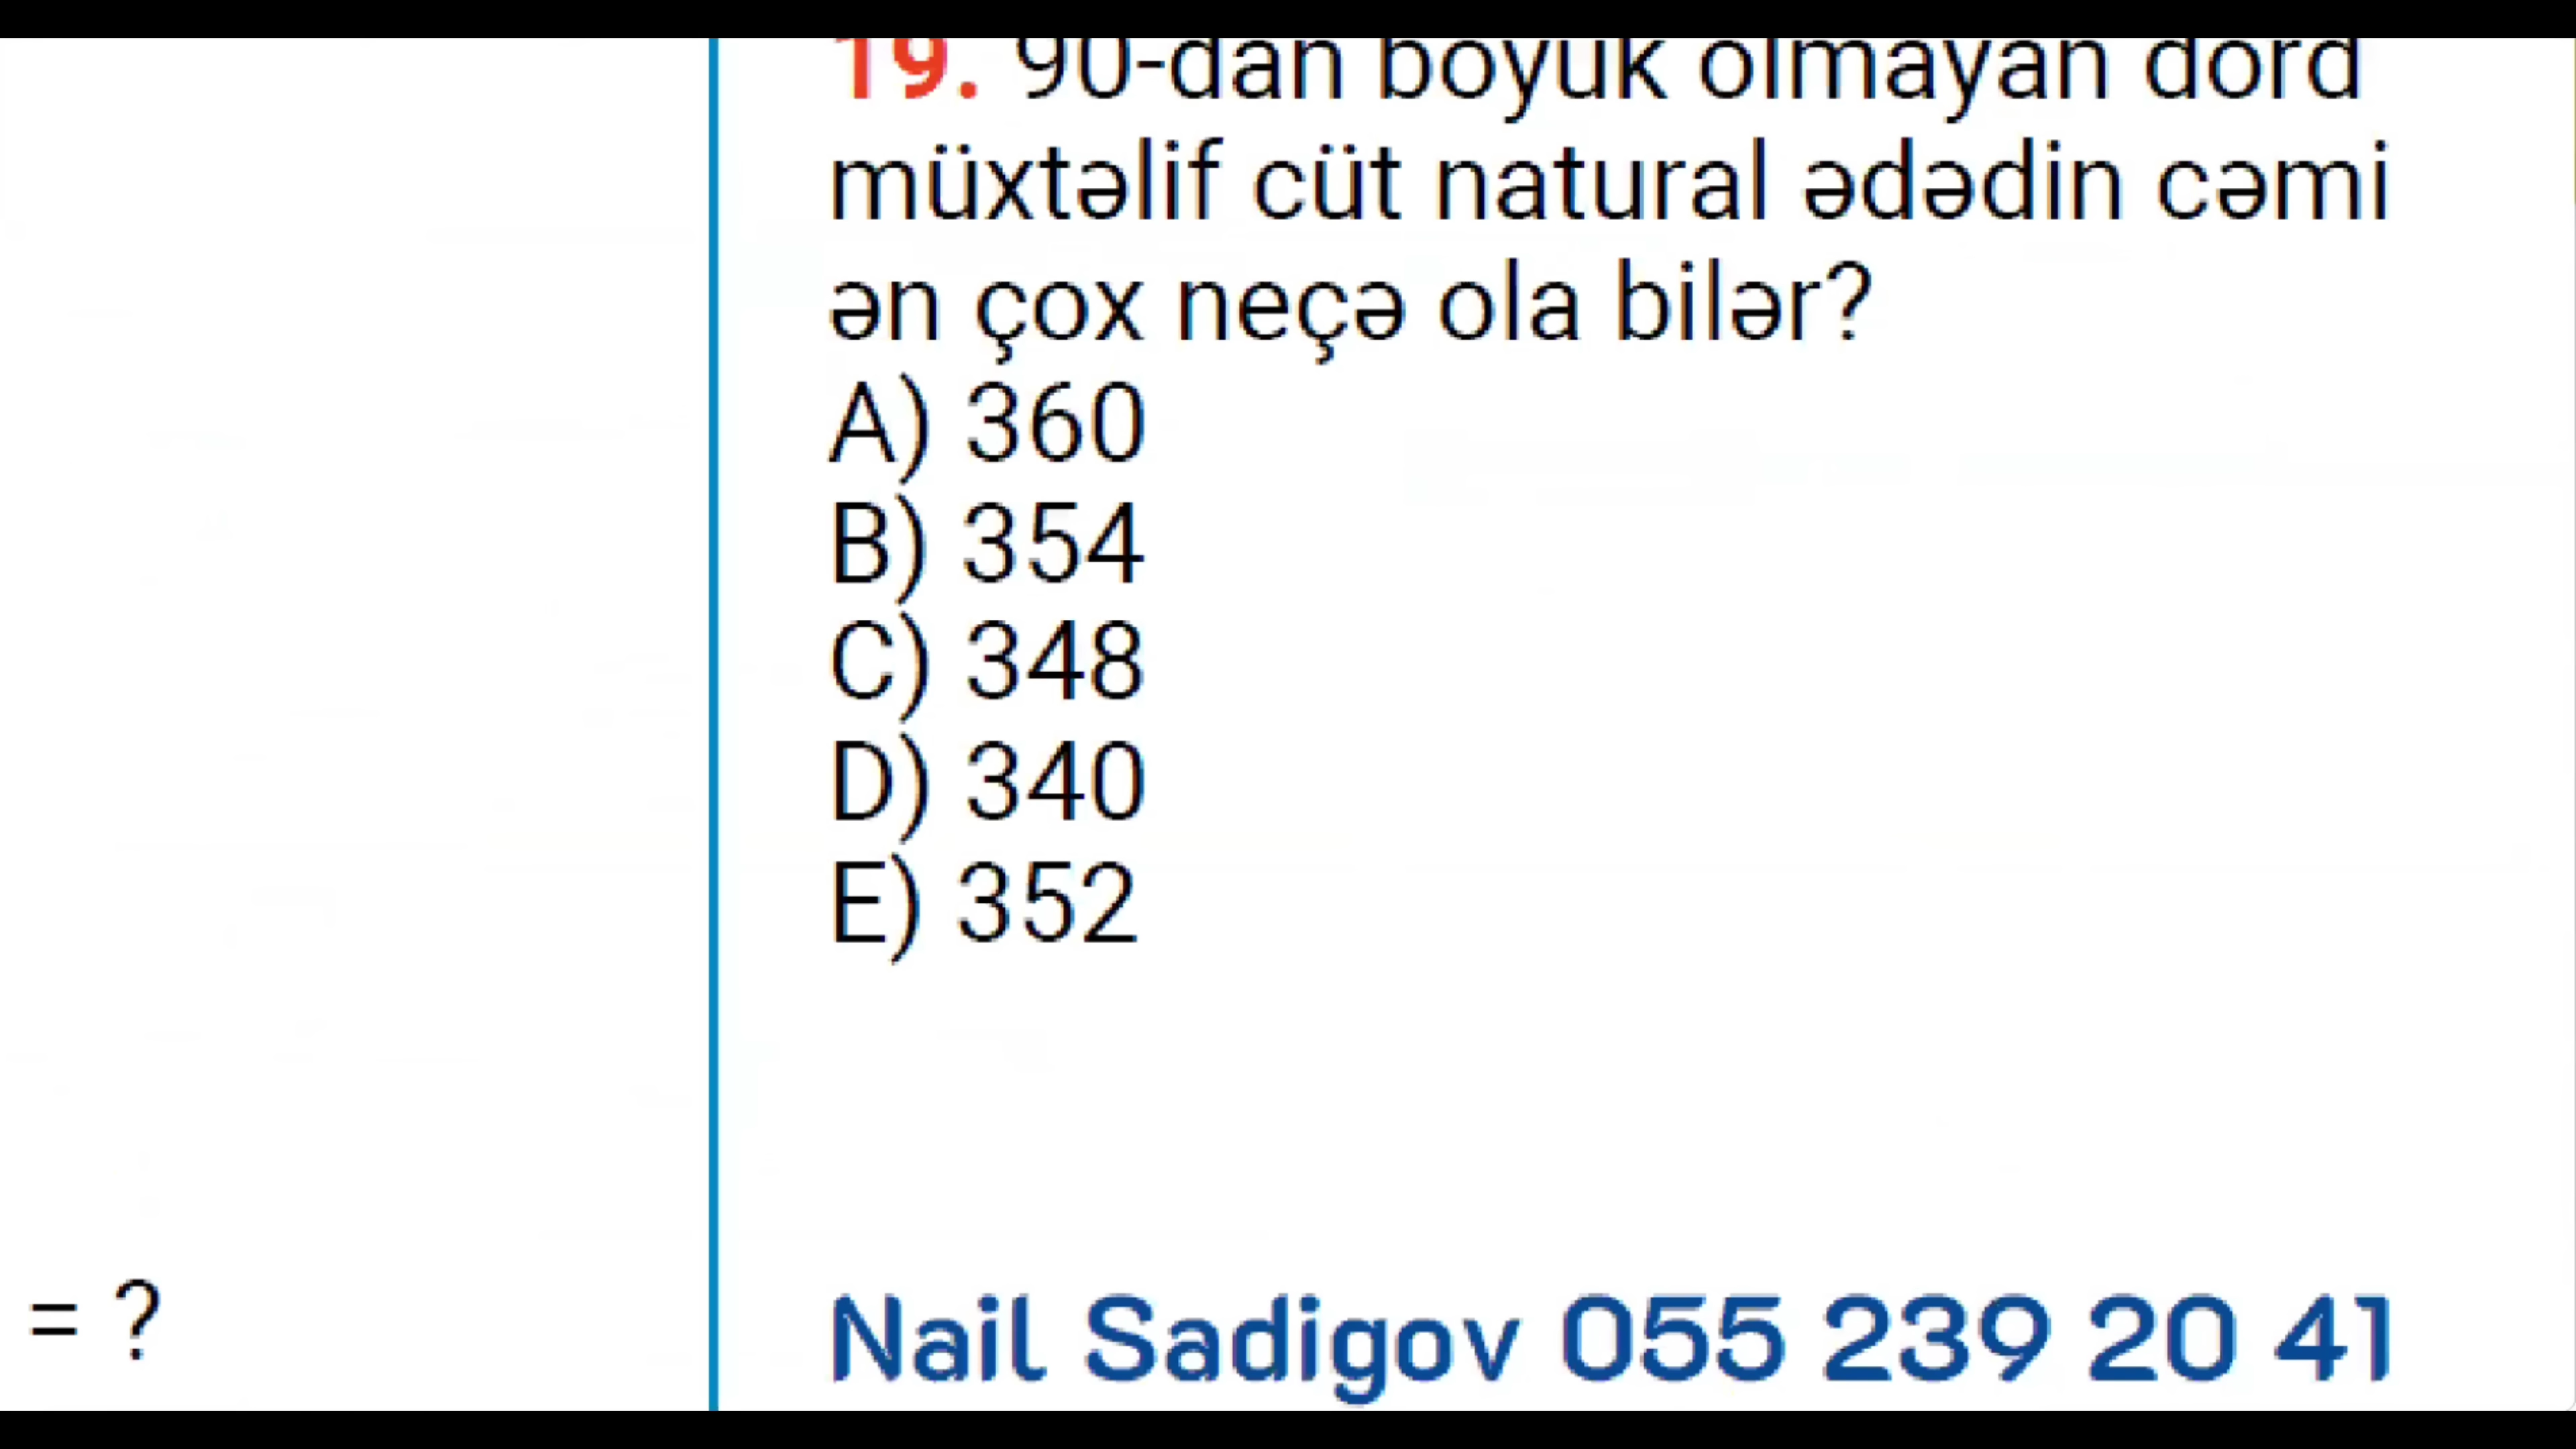 19. 90-dan böyük olmayan dörd
müxtəlif cüt natural ədədin cəmi
ən çox neçə ola bilər?
A) 360
B) 354
C) 348
D) 340
E) 352
= ?
Nail Sadigov 055 239 20 41